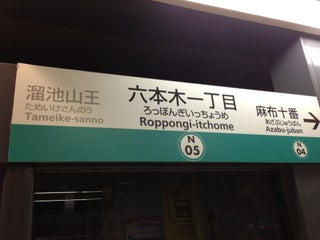 溜池山王
ためいけさんのう
Tameike-sanno
六本木一丁目
ろっぽんぎいっちょうめ
Roppongi-itchome
麻布十番
あざぶじゅうばん
Azabu-juban
N
05
N
04